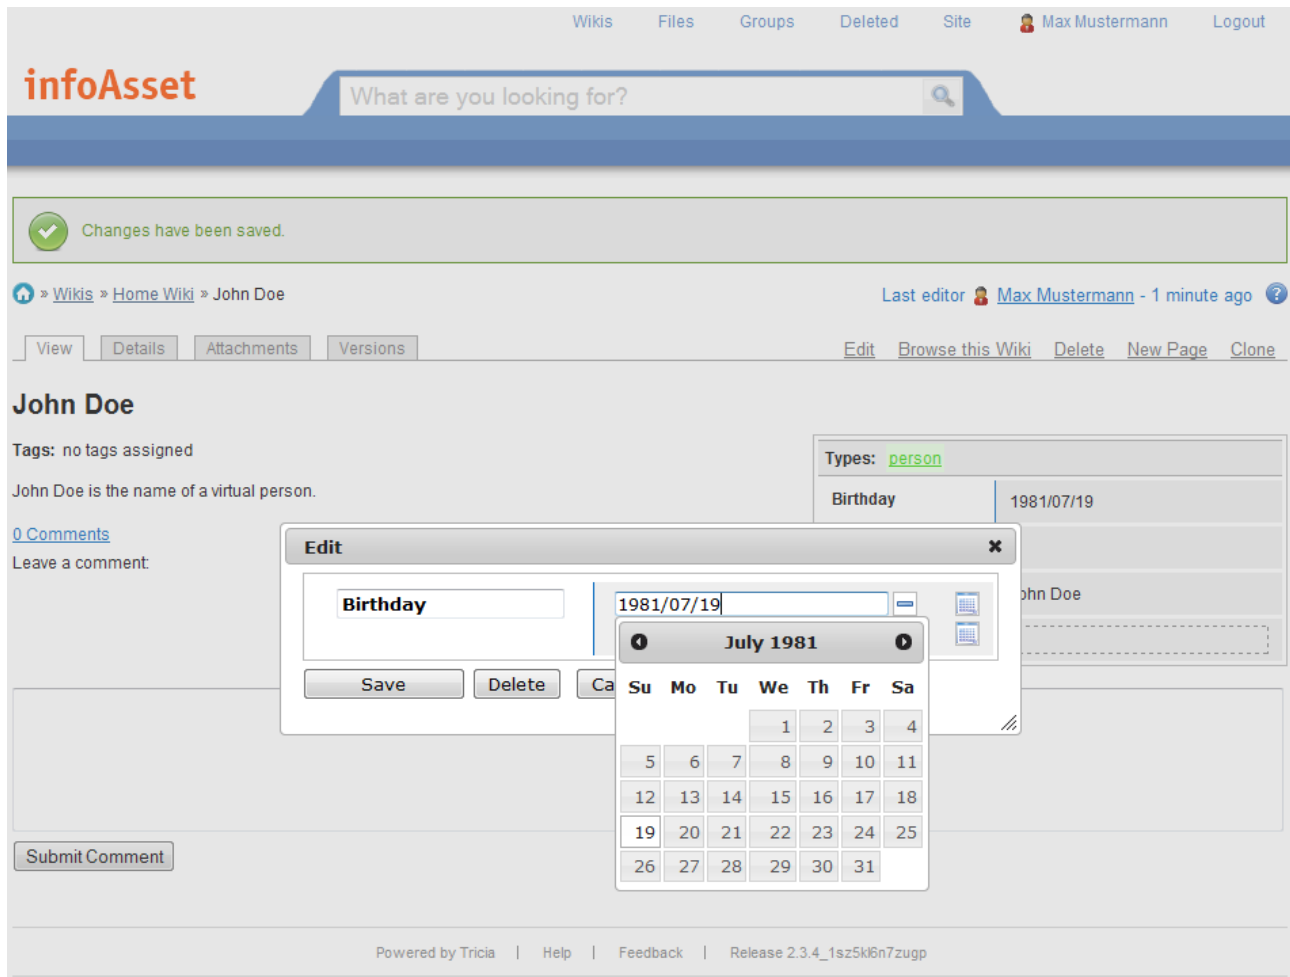 Wikis Files Groups Deleted Site Max Mustermann Logout
infoAsset
What are you looking for?
Changes have been saved.
» Wikis » Home Wiki » John Doe
Last editor Max Mustermann - 1 minute ago ?
View Details Attachments Versions
Edit Browse this Wiki Delete New Page Clone
John Doe
Tags: no tags assigned
Types: person
John Doe is the name of a virtual person.
Birthday 1981/07/19
0 Comments
Leave a comment:
Edit
Birthday 1981/07/19
ohn Doe
July 1981
Save Delete Ca
Su Mo Tu We Th Fr Sa
1 2 3 4
5 6 7 8 9 10 11
12 13 14 15 16 17 18
19 20 21 22 23 24 25
26 27 28 29 30 31
Submit Comment
Powered by Tricia | Help | Feedback | Release 2.3.4_1sz5kl6n7zugp